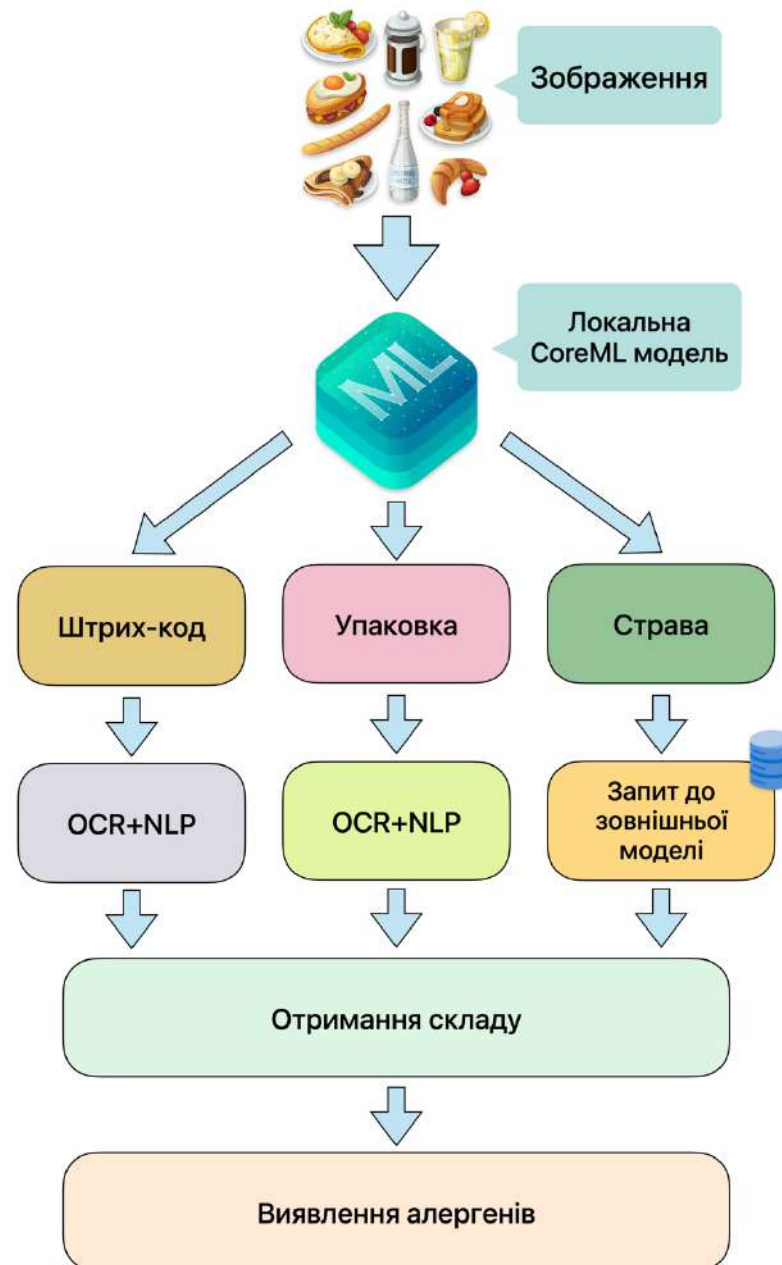 Зображення
ML
Локальна
CoreML модель
Штрих-код
Упаковка
Страва
OCR+NLP
OCR+NLP
Запит до
зовнішньої
моделі
Отримання складу
Виявлення алергенів